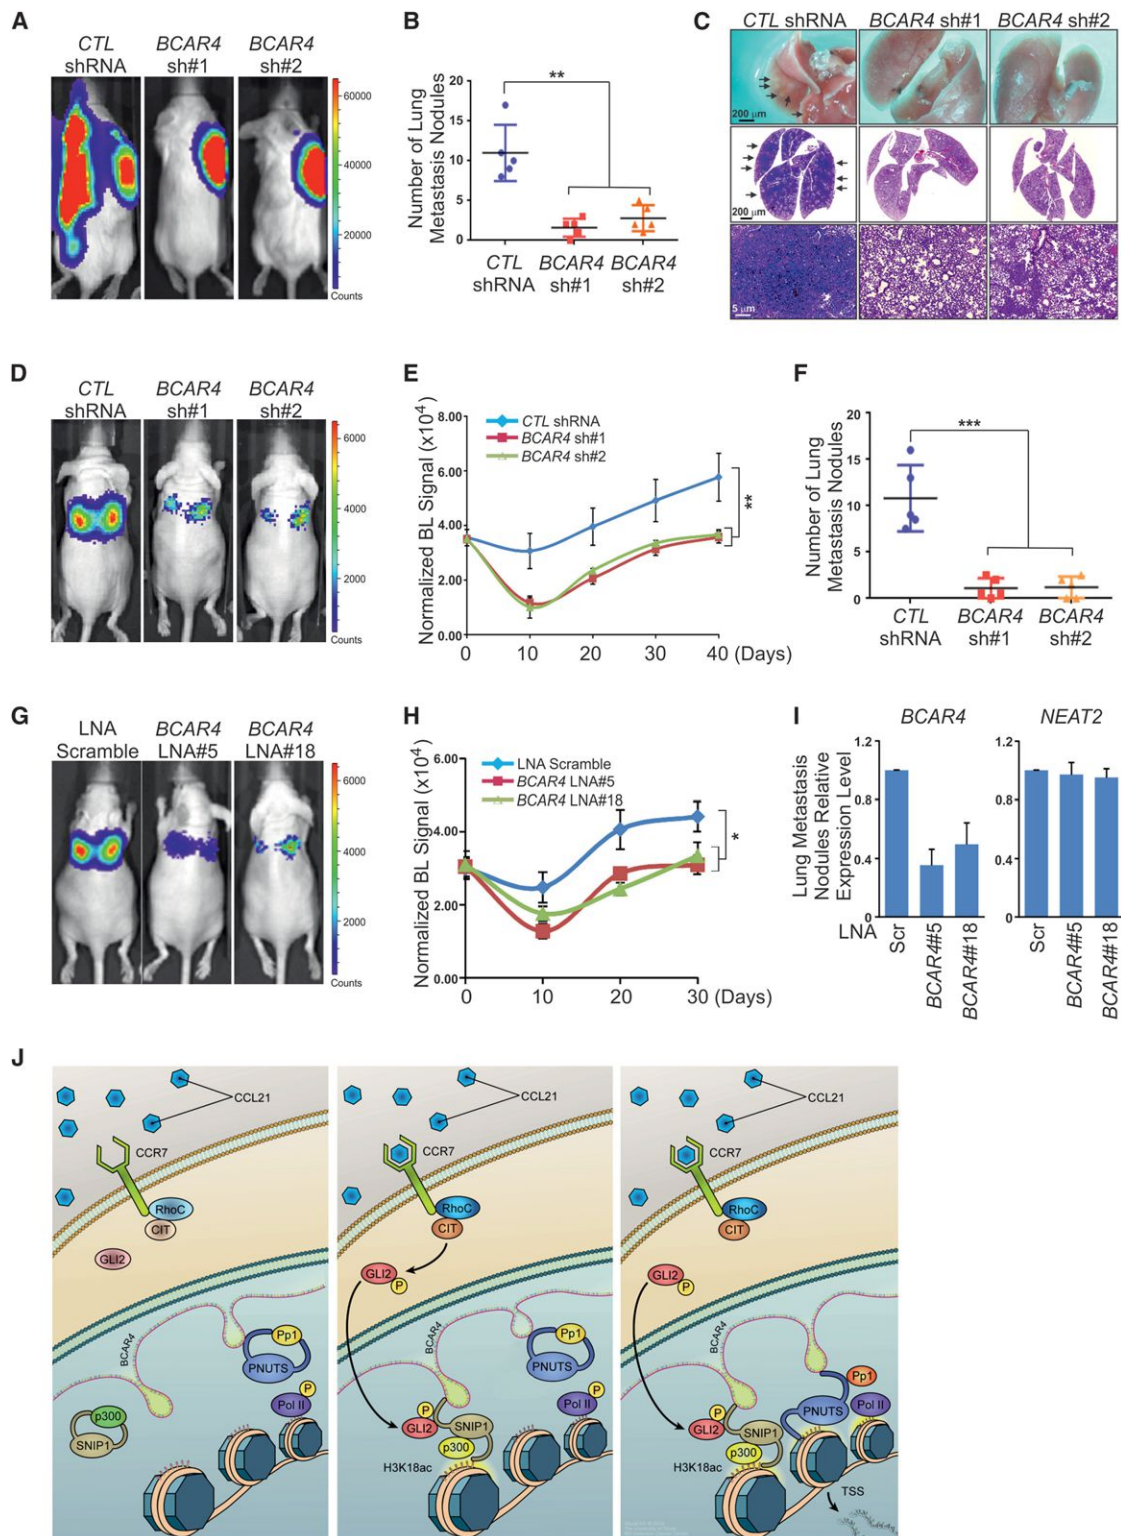 A
CTL shRNA
BCAR4 sh#1
BCAR4 sh#2
60000
40000
20000
Counts
B
Number of Lung
Metastasis Nodules
20
15
10
5
0
**
CTL shRNA
BCAR4 sh#1
BCAR4 sh#2
C
CTL shRNA
BCAR4 sh#1
BCAR4 sh#2
200 µm
200 µm
5 µm
D
CTL shRNA
BCAR4 sh#1
BCAR4 sh#2
6000
4000
2000
Counts
E
Normalized BL Signal (x10⁴)
8.00
6.00
4.00
2.00
0.00
CTL shRNA
BCAR4 sh#1
BCAR4 sh#2
**
0 10 20 30 40 (Days)
F
Number of Lung
Metastasis Nodules
20
15
10
5
0
***
CTL shRNA
BCAR4 sh#1
BCAR4 sh#2
G
LNA Scramble
BCAR4 LNA#5
BCAR4 LNA#18
6000
4000
2000
Counts
H
Normalized BL Signal (x10⁴)
6.00
4.00
2.00
0.00
LNA Scramble
BCAR4 LNA#5
BCAR4 LNA#18
*
0 10 20 30 (Days)
I
BCAR4
NEAT2
Lung Metastasis
Nodules Relative
Expression Level
1.2
0.8
0.4
0
1.2
0.8
0.4
0
LNA
Scr
BCAR4#5
BCAR4#18
Scr
BCAR4#5
BCAR4#18
J
CCL21
CCR7
RhoC
CIT
GLI2
BCAR4
Pp1
PNUTS
P
Pol II
p300
SNIP1
CCL21
CCR7
RhoC
CIT
GLI2
P
BCAR4
Pp1
PNUTS
P
Pol II
P
GLI2
SNIP1
p300
H3K18ac
CCL21
CCR7
RhoC
CIT
GLI2
P
BCAR4
Pp1
PNUTS
Pol II
P
GLI2
SNIP1
p300
H3K18ac
TSS